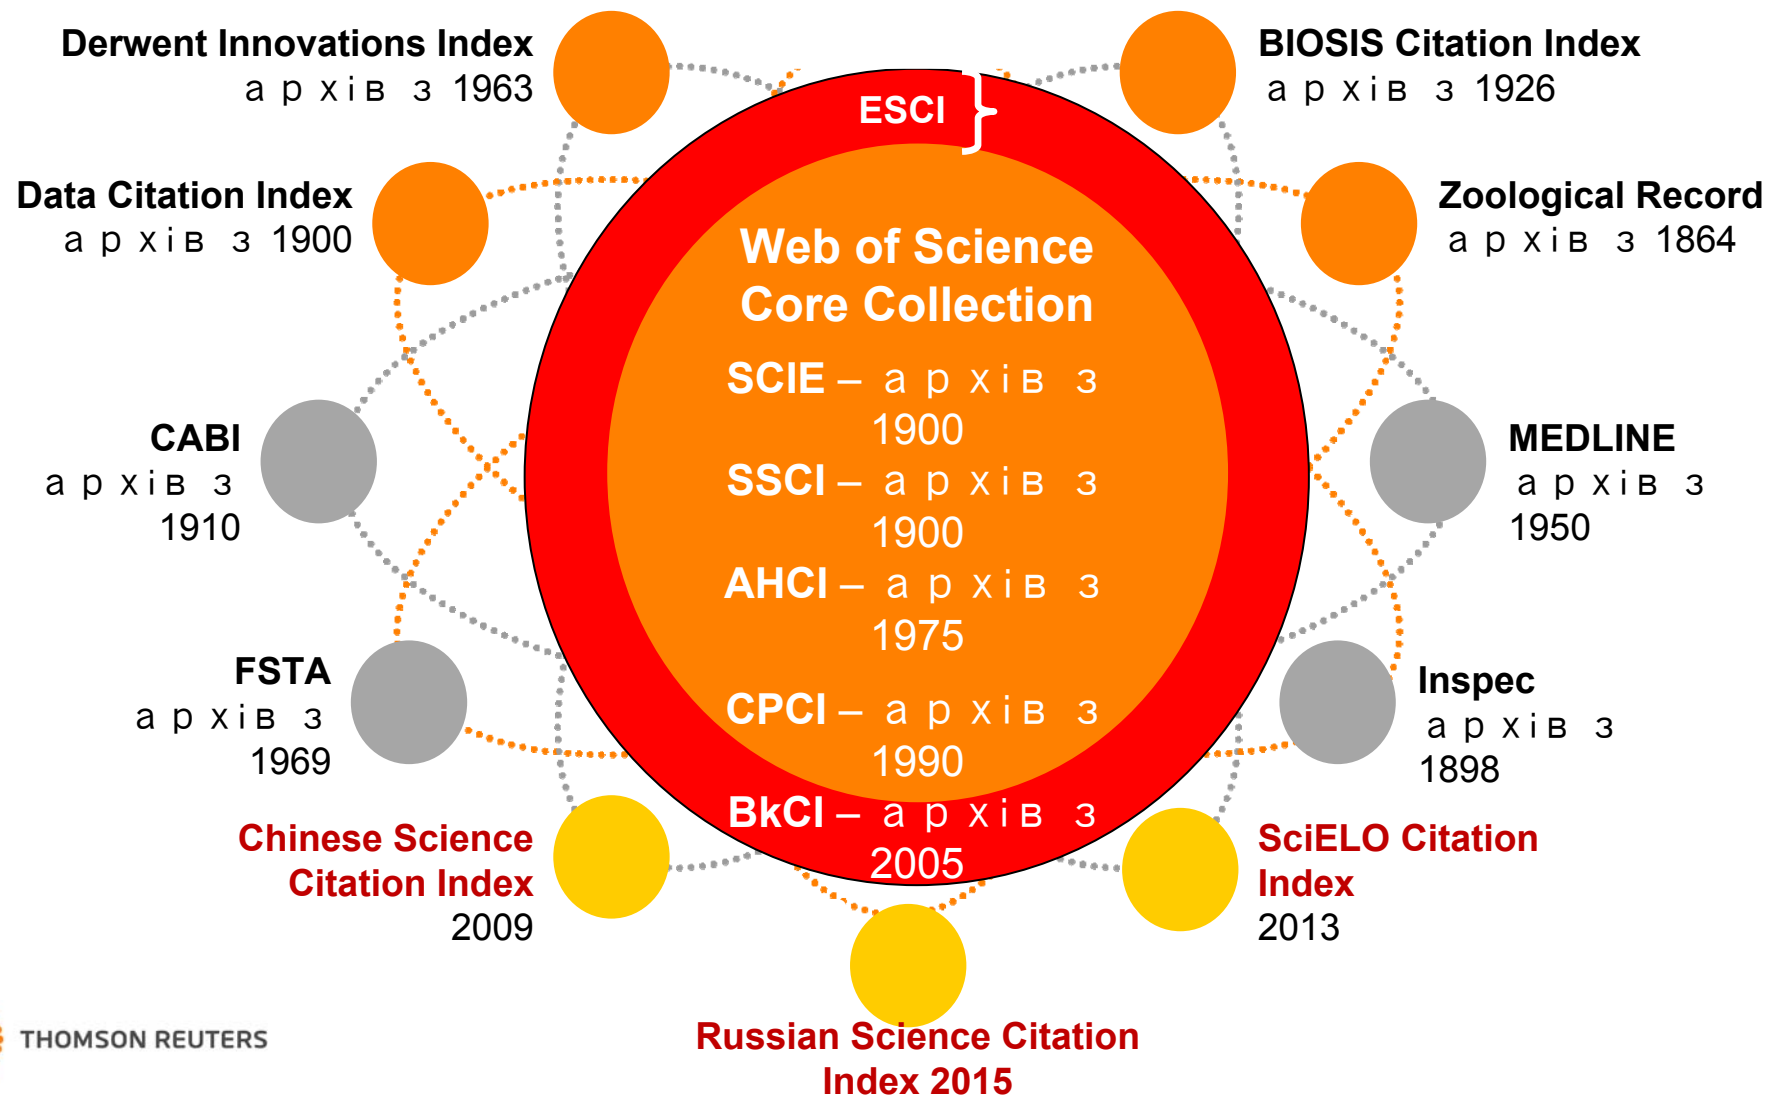 Derwent Innovations Index
архів з 1963
BIOSIS Citation Index
архів з 1926
ESCI
Data Citation Index
архів з 1900
Zoological Record
архів з 1864
Web of Science
Core Collection
SCIE – архів з
1900
SSCI – архів з
1900
AHCI – архів з
1975
CPCI – архів з
1990
BkCI – архів з
2005
CABI
архів з
1910
MEDLINE
архів з
1950
FSTA
архів з
1969
Inspec
архів з
1898
Chinese Science
Citation Index
2009
SciELO Citation
Index
2013
Russian Science Citation
Index 2015
THOMSON REUTERS